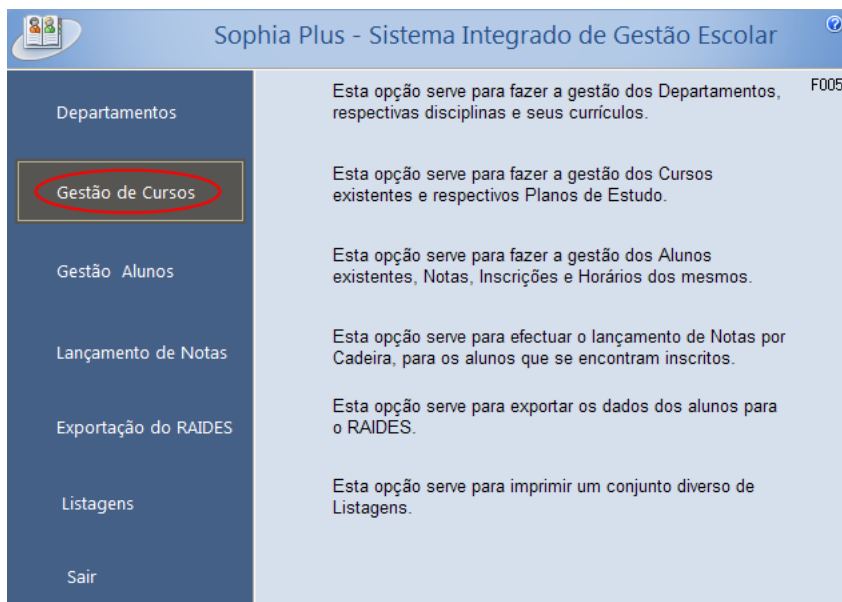 Sophia Plus - Sistema Integrado de Gestão Escolar
?
F005
Departamentos
Esta opção serve para fazer a gestão dos Departamentos,
respectivas disciplinas e seus currículos.
Gestão de Cursos
Esta opção serve para fazer a gestão dos Cursos
existentes e respectivos Planos de Estudo.
Gestão Alunos
Esta opção serve para fazer a gestão dos Alunos
existentes, Notas, Inscrições e Horários dos mesmos.
Lançamento de Notas
Esta opção serve para efectuar o lançamento de Notas por
Cadeira, para os alunos que se encontram inscritos.
Exportação do RAIDES
Esta opção serve para exportar os dados dos alunos para
o RAIDES.
Listagens
Esta opção serve para imprimir um conjunto diverso de
Listagens.
Sair